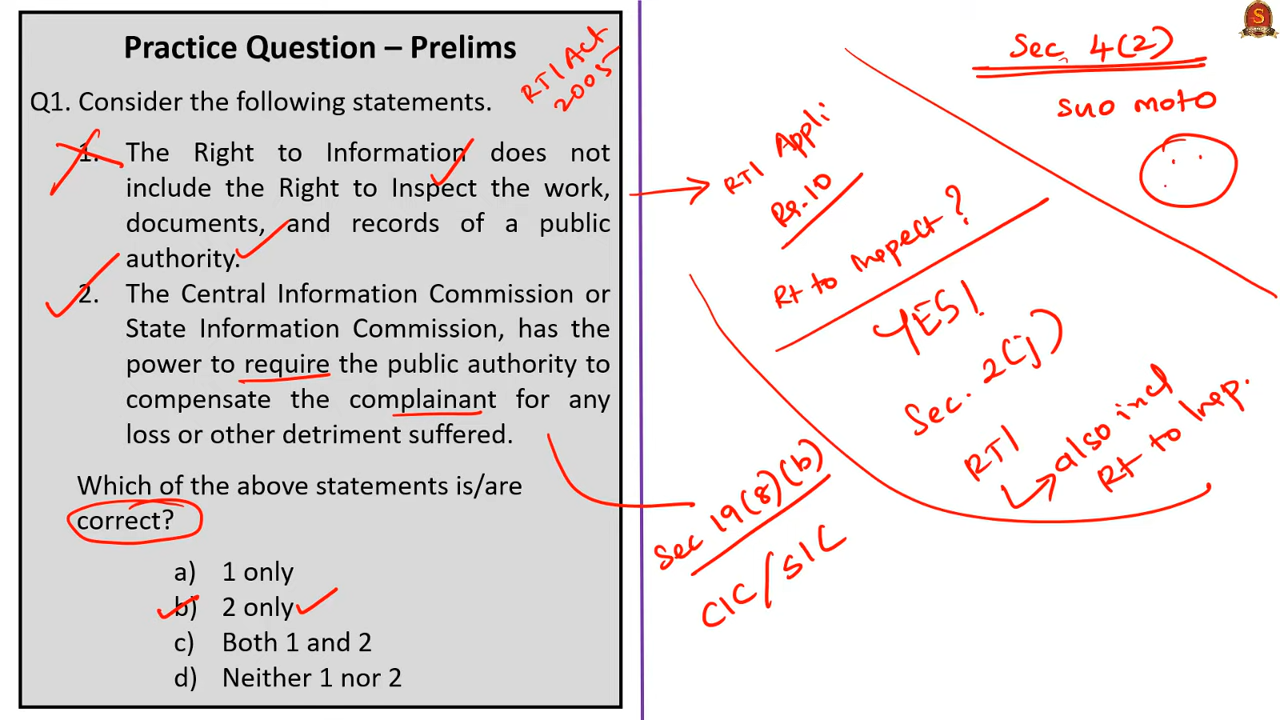 Practice Question – Prelims
RTI Act
2005
Q1. Consider the following statements.
1. The Right to Information does not
include the Right to Inspect the work,
documents, and records of a public
authority.
2. The Central Information Commission or
State Information Commission, has the
power to require the public authority to
compensate the complainant for any
loss or other detriment suffered.
Which of the above statements is/are
correct?
a) 1 only
b) 2 only
c) Both 1 and 2
d) Neither 1 nor 2
Sec. 4(2)
suo moto
RTI Appli
Rs.10
Rt to inspect?
YES!
Sec. 2(j)
RTI
also incl
Rt to Insp.
Sec 19(8)(b)
CIC/SIC
S